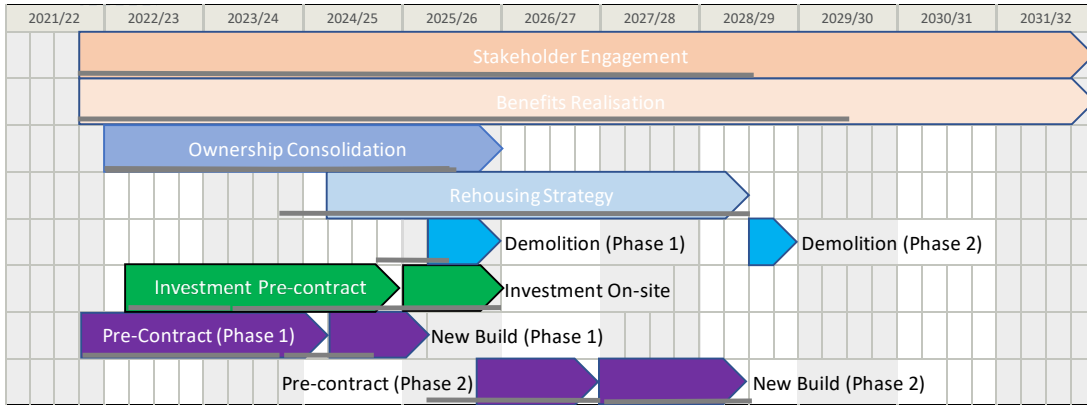 2021/22 2022/23 2023/24 2024/25 2025/26 2026/27 2027/28 2028/29 2029/30 2030/31 2031/32
Stakeholder Engagement
Benefits Realisation
Ownership Consolidation
Rehousing Strategy
Demolition (Phase 1) Demolition (Phase 2)
Investment Pre-contract Investment On-site
Pre-Contract (Phase 1) New Build (Phase 1)
Pre-contract (Phase 2) New Build (Phase 2)